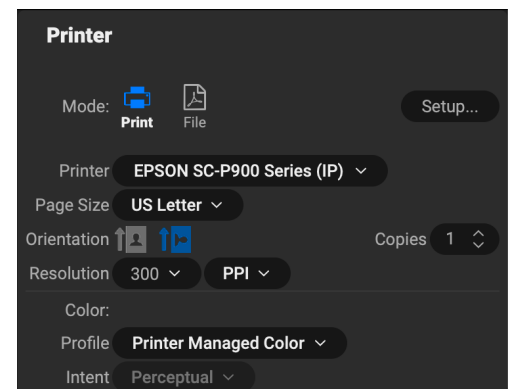 Printer
Mode: Print File Setup...
Printer EPSON SC-P900 Series (IP)
Page Size US Letter
Orientation Copies 1
Resolution 300 PPI
Color:
Profile Printer Managed Color
Intent Perceptual